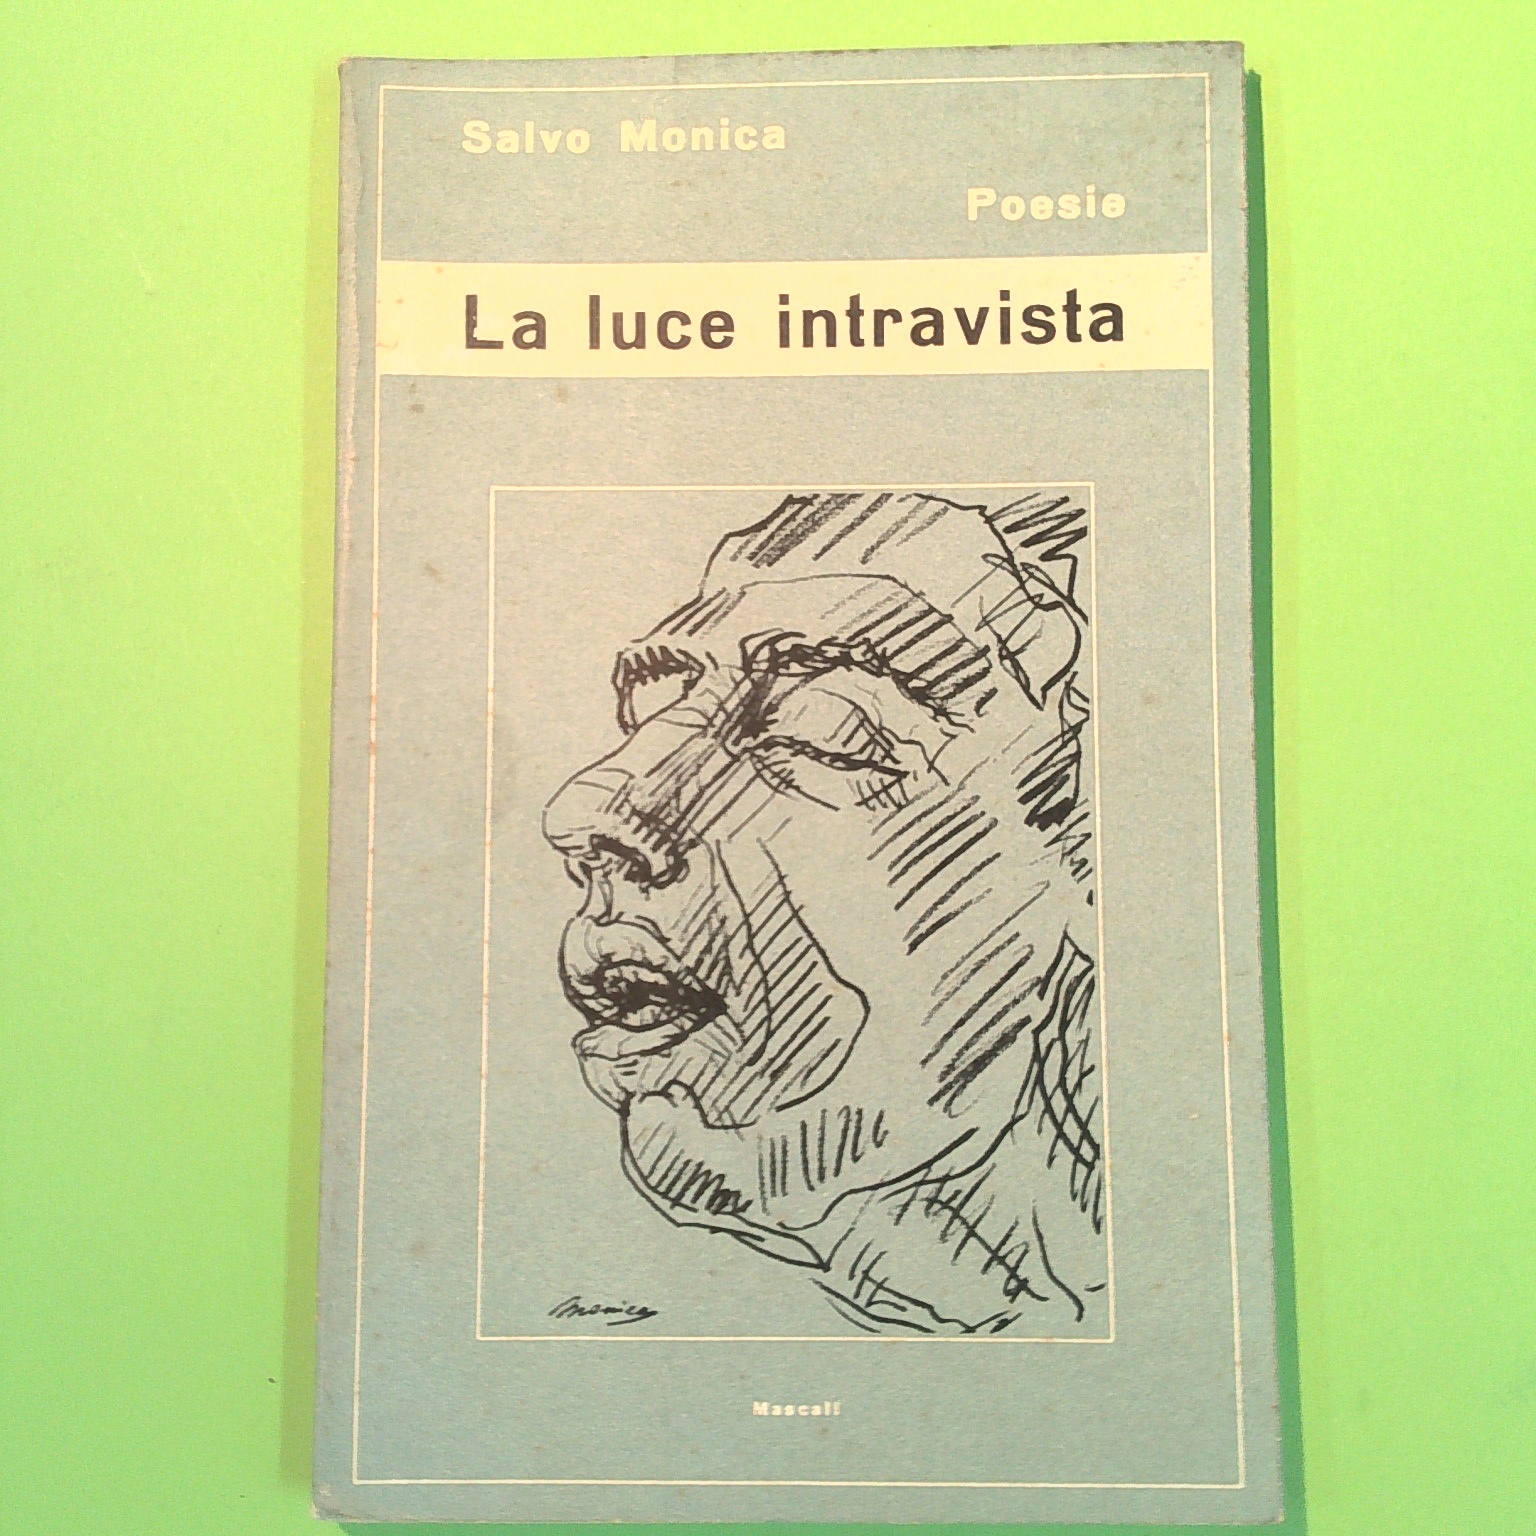 Salvo Monica
Poesie
La luce intravista
Monica
Mascali